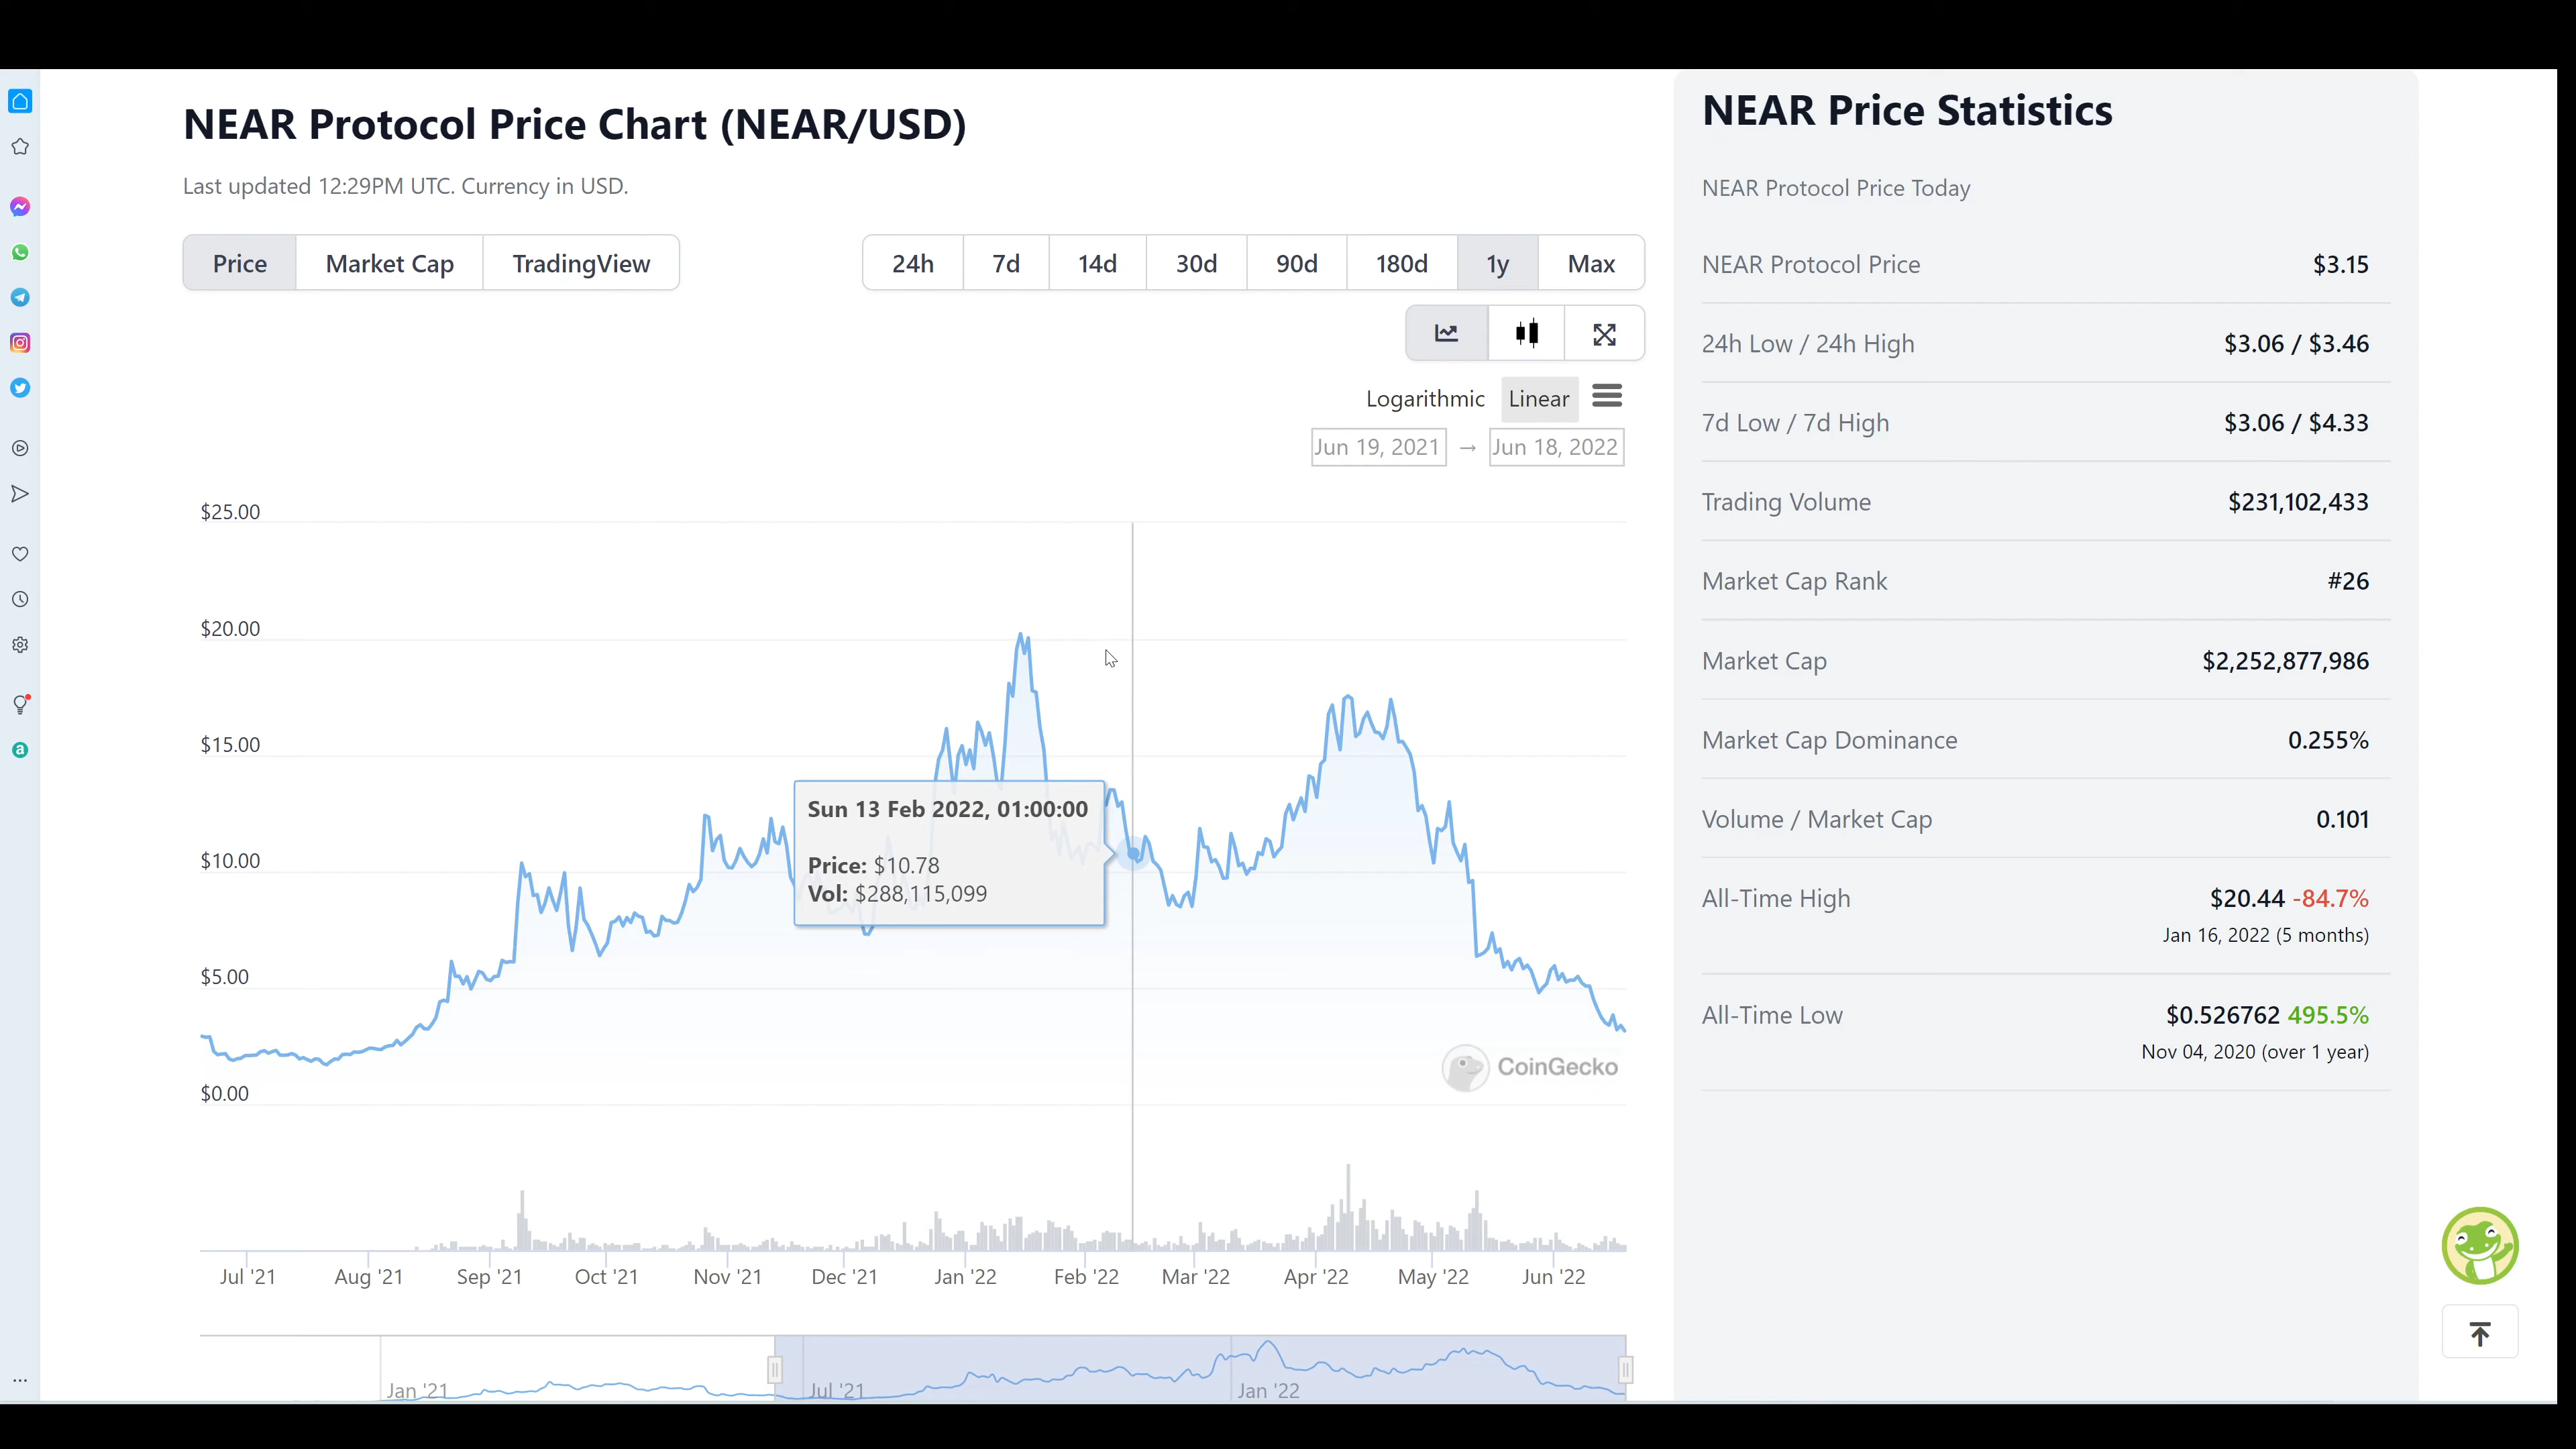 NEAR Protocol Price Chart (NEAR/USD)
Last updated 12:29PM UTC. Currency in USD.
Price Market Cap TradingView
24h 7d 14d 30d 90d 180d 1y Max
Logarithmic Linear
Jun 19, 2021 → Jun 18, 2022
$25.00
$20.00
$15.00
$10.00
$5.00
$0.00
Sun 13 Feb 2022, 01:00:00
Price: $10.78
Vol: $288,115,099
CoinGecko
Jul '21 Aug '21 Sep '21 Oct '21 Nov '21 Dec '21 Jan '22 Feb '22 Mar '22 Apr '22 May '22 Jun '22
Jan '21 Jul '21 Jan '22
NEAR Price Statistics
NEAR Protocol Price Today
NEAR Protocol Price $3.15
24h Low / 24h High $3.06 / $3.46
7d Low / 7d High $3.06 / $4.33
Trading Volume $231,102,433
Market Cap Rank #26
Market Cap $2,252,877,986
Market Cap Dominance 0.255%
Volume / Market Cap 0.101
All-Time High $20.44 -84.7%
Jan 16, 2022 (5 months)
All-Time Low $0.526762 495.5%
Nov 04, 2020 (over 1 year)